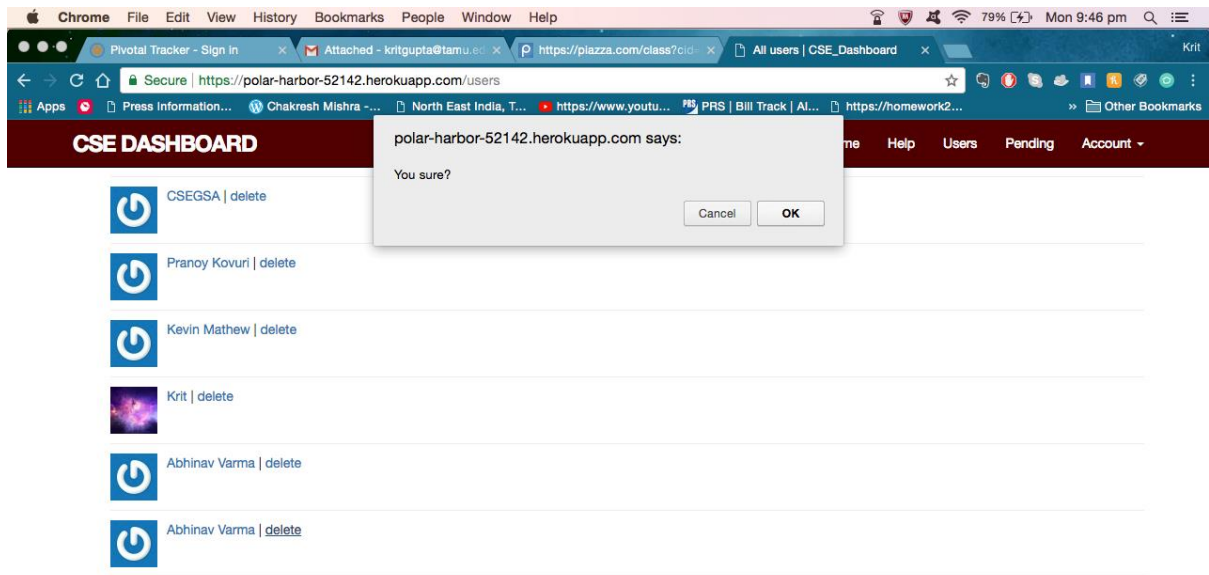 Chrome File Edit View History Bookmarks People Window Help 79% Mon 9:46 pm
Pivotal Tracker - Sign in Attached - kritgupta@tamu.ed https://piazza.com/class?cid= All users | CSE_Dashboard Krit
Secure | https://polar-harbor-52142.herokuapp.com/users
Apps Press Information... Chakresh Mishra -... North East India, T... https://www.youtu... PRS | Bill Track | Al... https://homework2... » Other Bookmarks
CSE DASHBOARD me Help Users Pending Account
polar-harbor-52142.herokuapp.com says:
You sure?
Cancel OK
CSEGSA | delete
Pranoy Kovuri | delete
Kevin Mathew | delete
Krit | delete
Abhinav Varma | delete
Abhinav Varma | delete